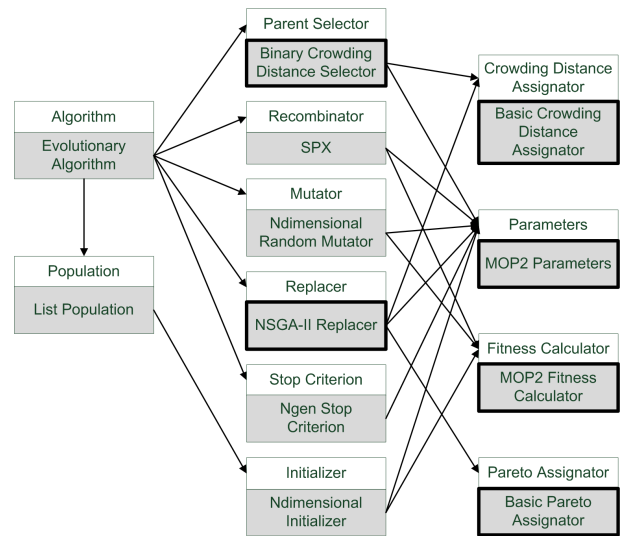 Algorithm
Evolutionary
Algorithm
Population
List Population
Parent Selector
Binary Crowding
Distance Selector
Recombinator
SPX
Mutator
Ndimensional
Random Mutator
Replacer
NSGA-II Replacer
Stop Criterion
Ngen Stop
Criterion
Initializer
Ndimensional
Initializer
Crowding Distance
Assignator
Basic Crowding
Distance
Assignator
Parameters
MOP2 Parameters
Fitness Calculator
MOP2 Fitness
Calculator
Pareto Assignator
Basic Pareto
Assignator